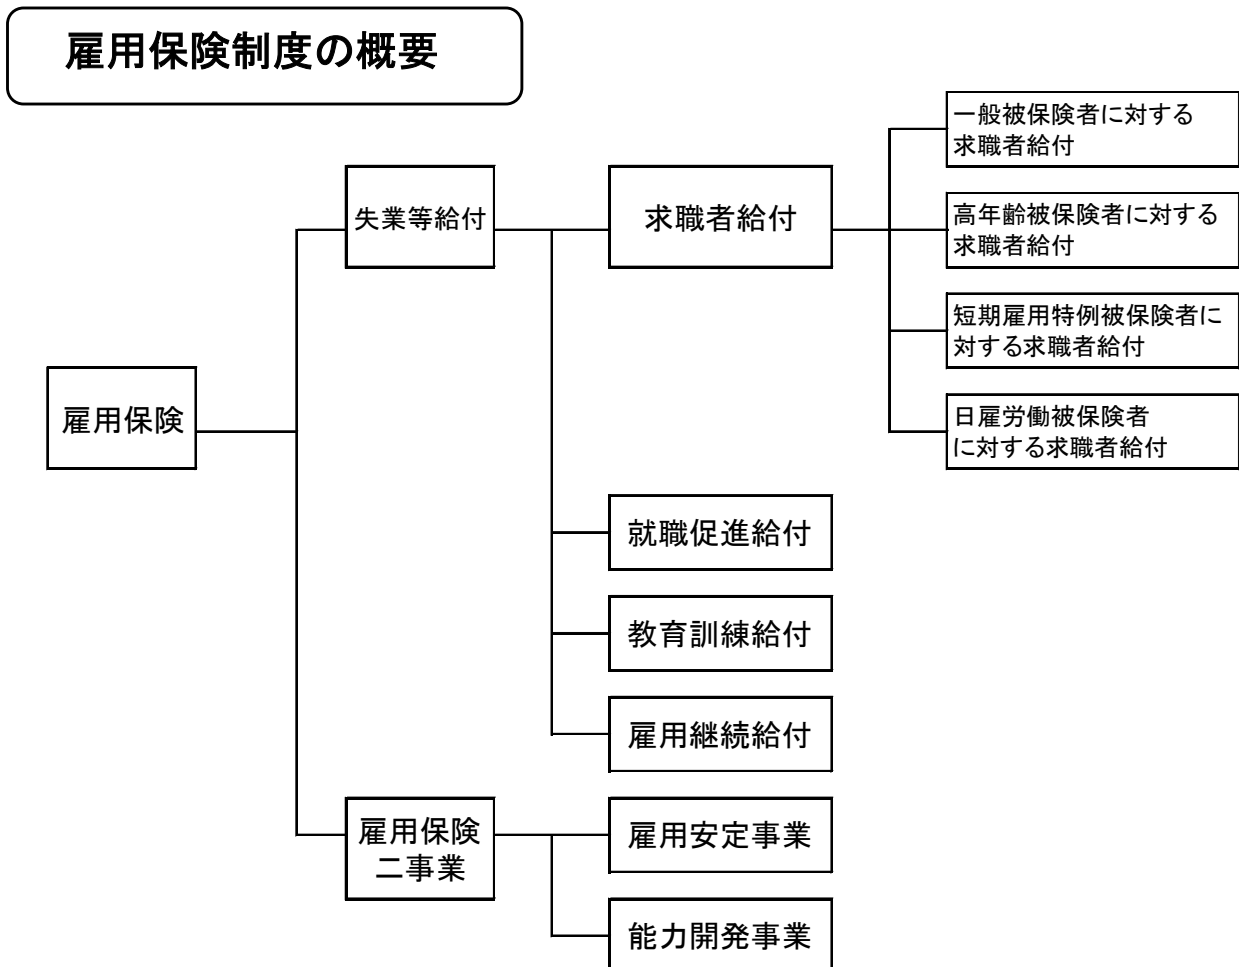 雇用保険制度の概要
雇用保険
失業等給付
求職者給付
一般被保険者に対する
求職者給付
高年齢被保険者に対する
求職者給付
短期雇用特例被保険者に
対する求職者給付
日雇労働被保険者
に対する求職者給付
就職促進給付
教育訓練給付
雇用継続給付
雇用保険
二事業
雇用安定事業
能力開発事業